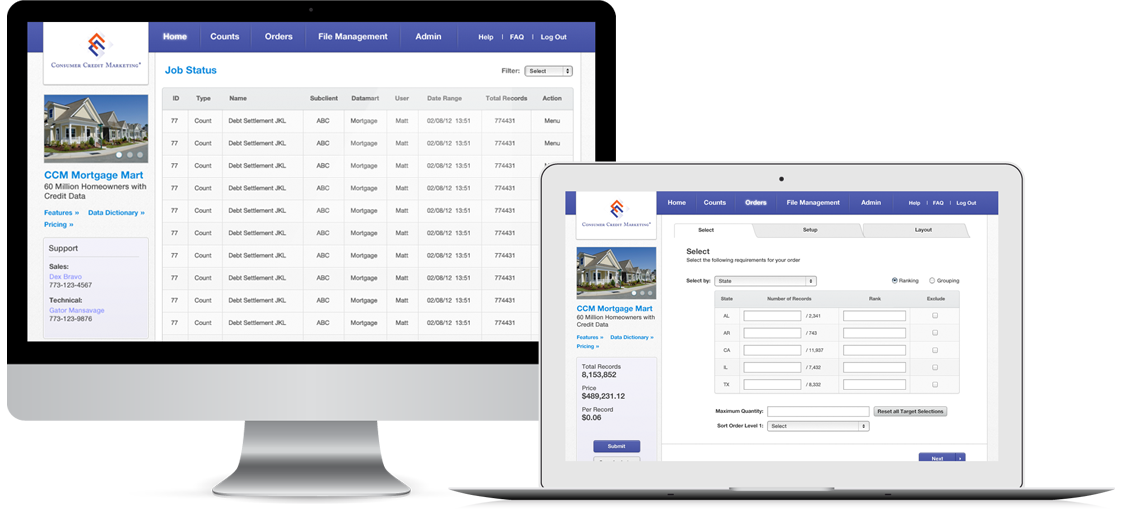 CONSUMER CREDIT MARKETING®
Home Counts Orders File Management Admin Help | FAQ | Log Out
Job Status
Filter: Select
ID Type Name Subclient Datamart User Date Range Total Records Action
77 Count Debt Settlement JKL ABC Mortgage Matt 02/08/12 13:51 774431 Menu
77 Count Debt Settlement JKL ABC Mortgage Matt 02/08/12 13:51 774431 Menu
77 Count Debt Settlement JKL ABC Mortgage Matt 02/08/12 13:51 774431
77 Count Debt Settlement JKL ABC Mortgage Matt 02/08/12 13:51 774431
77 Count Debt Settlement JKL ABC Mortgage Matt 02/08/12 13:51 774431
77 Count Debt Settlement JKL ABC Mortgage Matt 02/08/12 13:51 774431
77 Count Debt Settlement JKL ABC Mortgage Matt 02/08/12 13:51 774431
77 Count Debt Settlement JKL ABC Mortgage Matt 02/08/12 13:51 774431
77 Count Debt Settlement JKL ABC Mortgage Matt 02/08/12 13:51 774431
77 Count Debt Settlement JKL ABC Mortgage Matt 02/08/12 13:51 774431
CCM Mortgage Mart
60 Million Homeowners with
Credit Data
Features » Data Dictionary »
Pricing »
Support
Sales:
Dex Bravo
773-123-4567
Technical:
Gator Mansavage
773-123-9876
CONSUMER CREDIT MARKETING®
Home Counts Orders File Management Admin Help | FAQ | Log Out
Select Setup Layout
Select
Select the following requirements for your order
Select by: State Ranking Grouping
State Number of Records Rank Exclude
AL / 2,341
AR / 743
CA / 11,937
IL / 7,432
TX / 8,332
Maximum Quantity: Reset all Target Selections
Sort Order Level 1: Select
Next
CCM Mortgage Mart
60 Million Homeowners with
Credit Data
Features » Data Dictionary »
Pricing »
Total Records
8,153,852
Price
$489,231.12
Per Record
$0.06
Submit